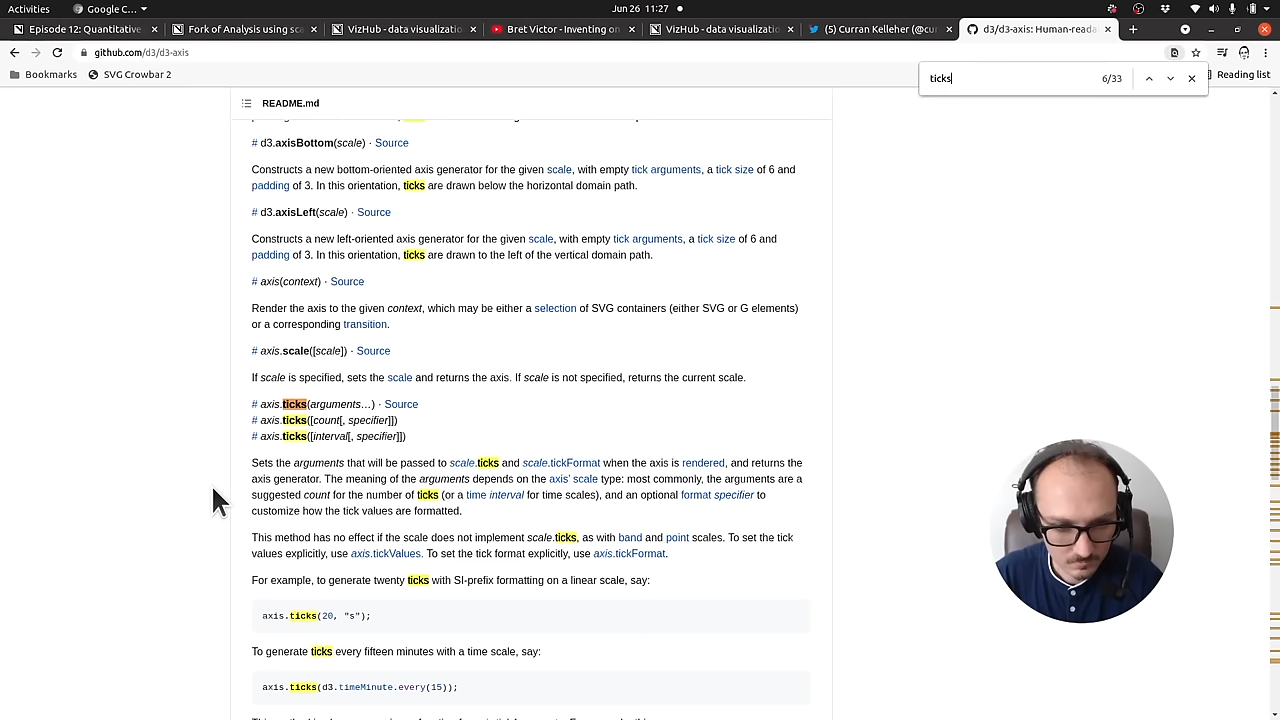 Activities
Google C...
Jun 26 11:27
Episode 12: Quantitative
Fork of Analysis using sca
VizHub - data visualizatio
Bret Victor - Inventing on
VizHub - data visualizatio
(5) Curran Kelleher (@cu
d3/d3-axis: Human-reada
github.com/d3/d3-axis
Bookmarks
SVG Crowbar 2
Reading list
ticks
6/33
README.md
# d3.axisBottom(scale) · Source
Constructs a new bottom-oriented axis generator for the given scale, with empty tick arguments, a tick size of 6 and
padding of 3. In this orientation, ticks are drawn below the horizontal domain path.
# d3.axisLeft(scale) · Source
Constructs a new left-oriented axis generator for the given scale, with empty tick arguments, a tick size of 6 and
padding of 3. In this orientation, ticks are drawn to the left of the vertical domain path.
# axis(context) · Source
Render the axis to the given context, which may be either a selection of SVG containers (either SVG or G elements)
or a corresponding transition.
# axis.scale([scale]) · Source
If scale is specified, sets the scale and returns the axis. If scale is not specified, returns the current scale.
# axis.ticks(arguments…) · Source
# axis.ticks([count[, specifier]])
# axis.ticks([interval[, specifier]])
Sets the arguments that will be passed to scale.ticks and scale.tickFormat when the axis is rendered, and returns the
axis generator. The meaning of the arguments depends on the axis' scale type: most commonly, the arguments are a
suggested count for the number of ticks (or a time interval for time scales), and an optional format specifier to
customize how the tick values are formatted.
This method has no effect if the scale does not implement scale.ticks, as with band and point scales. To set the tick
values explicitly, use axis.tickValues. To set the tick format explicitly, use axis.tickFormat.
For example, to generate twenty ticks with SI-prefix formatting on a linear scale, say:
axis.ticks(20, "s");
To generate ticks every fifteen minutes with a time scale, say:
axis.ticks(d3.timeMinute.every(15));